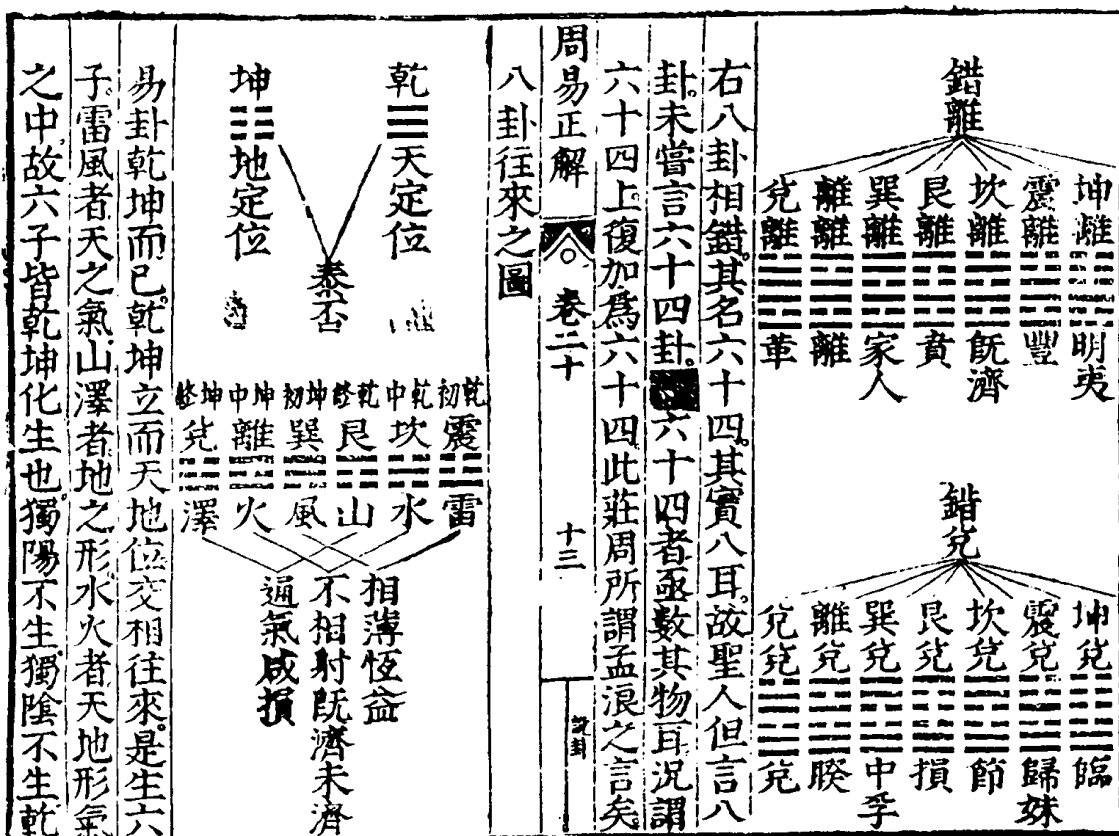 錯離
坤離 明夷
震離 豐
坎離 旣濟
艮離 賁
巽離 家人
離離 離
兌離 革
錯兌
坤兌 臨
震兌 歸妹
坎兌 節
艮兌 損
巽兌 中孚
離兌 睽
兌兌 兌
右八卦相錯其名六十四其實八耳故聖人但言八
卦未嘗言六十四卦六十四者亟數其物耳況謂
六十四上復加爲六十四此莊周所謂孟浪之言矣
周易正解 卷二十 十三 說卦
八卦往來之圖
乾☰天定位
坤☷地定位
泰否
乾初 震☳雷
乾中 坎☵水
乾終 艮☶山
坤初 巽☴風
坤中 離☲火
坤終 兌☱澤
相薄恆益
不相射旣濟未濟
通氣咸損
易卦乾坤而已乾坤立而天地位交相往來是生六
子雷風者天之氣山澤者地之形水火者天地形氣
之中故六子皆乾坤化生也獨陽不生獨陰不生乾